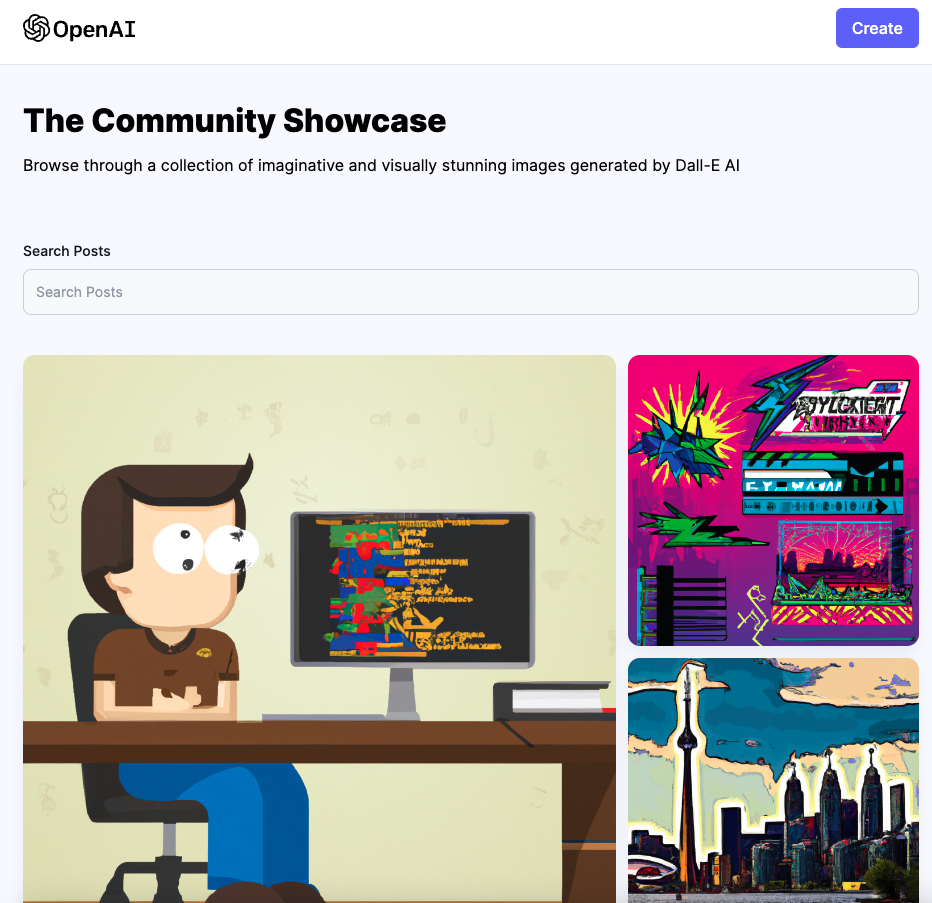 OpenAI
Create
The Community Showcase
Browse through a collection of imaginative and visually stunning images generated by Dall-E AI
Search Posts
Search Posts